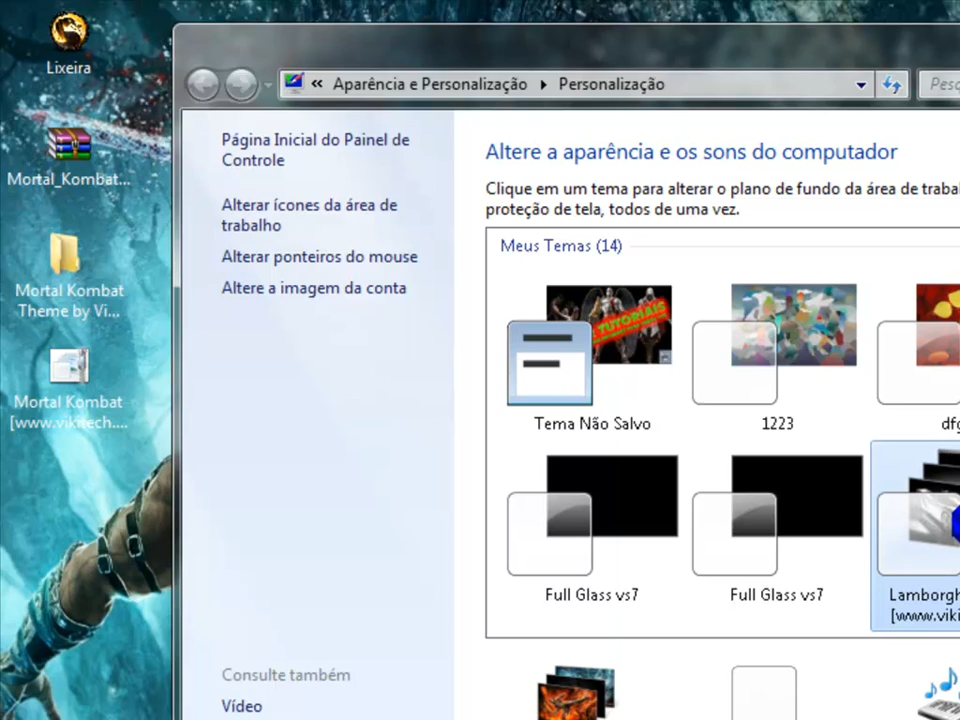 Lixeira
Mortal_Kombat...
Mortal Kombat
Theme by Vi...
Mortal Kombat
[www.vikitech....
« Aparência e Personalização ▸ Personalização
Pesq
Página Inicial do Painel de
Controle
Alterar ícones da área de
trabalho
Alterar ponteiros do mouse
Altere a imagem da conta
Consulte também
Vídeo
Altere a aparência e os sons do computador
Clique em um tema para alterar o plano de fundo da área de trabal
proteção de tela, todos de uma vez.
Meus Temas (14)
TUTORIAIS
Tema Não Salvo
1223
dfg
Full Glass vs7
Full Glass vs7
Lamborgh
[www.viki